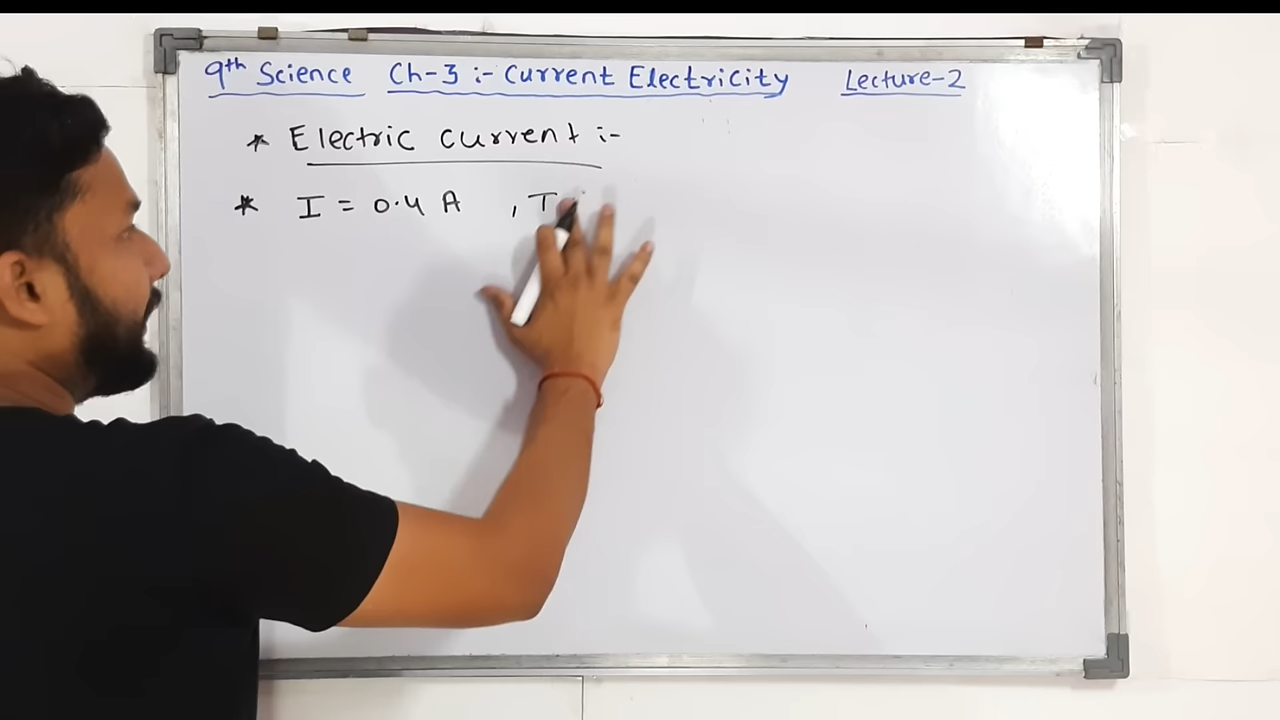 9th Science Ch-3 :- Current Electricity Lecture-2
* Electric current :-
* I = 0.4 A , T